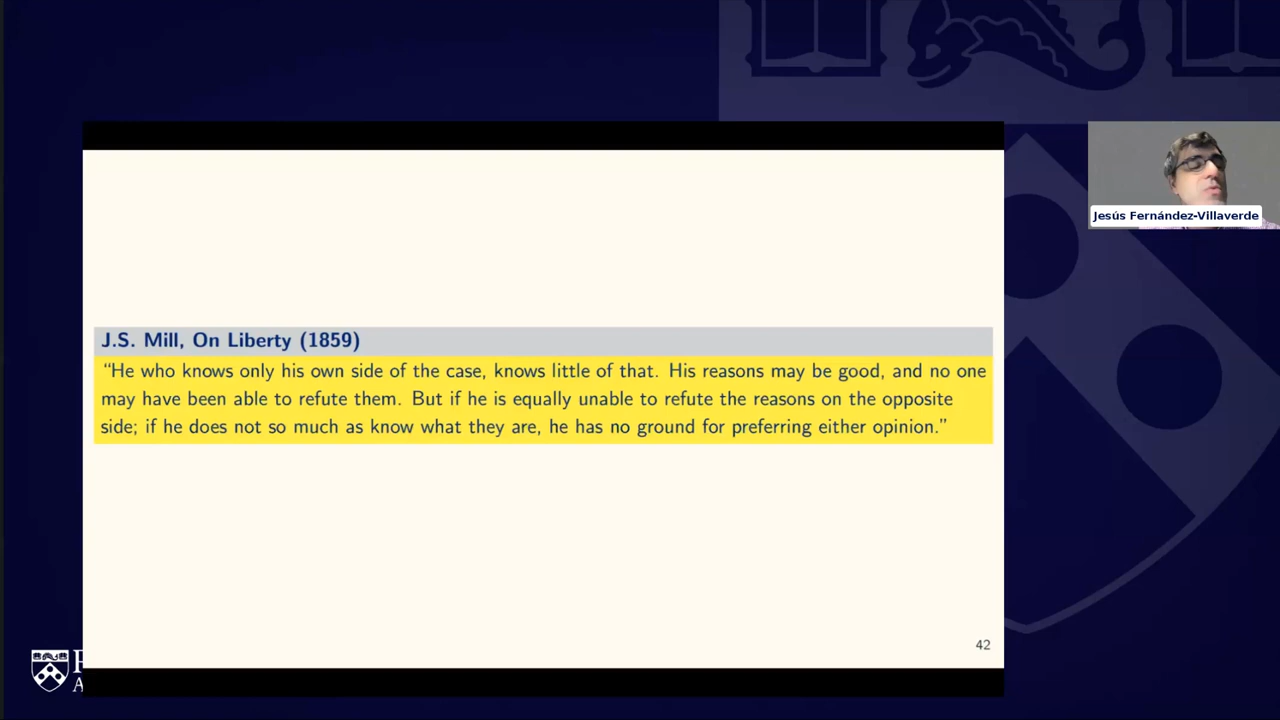 J.S. Mill, On Liberty (1859)
“He who knows only his own side of the case, knows little of that. His reasons may be good, and no one
may have been able to refute them. But if he is equally unable to refute the reasons on the opposite
side; if he does not so much as know what they are, he has no ground for preferring either opinion.”
42
Jesús Fernández-Villaverde